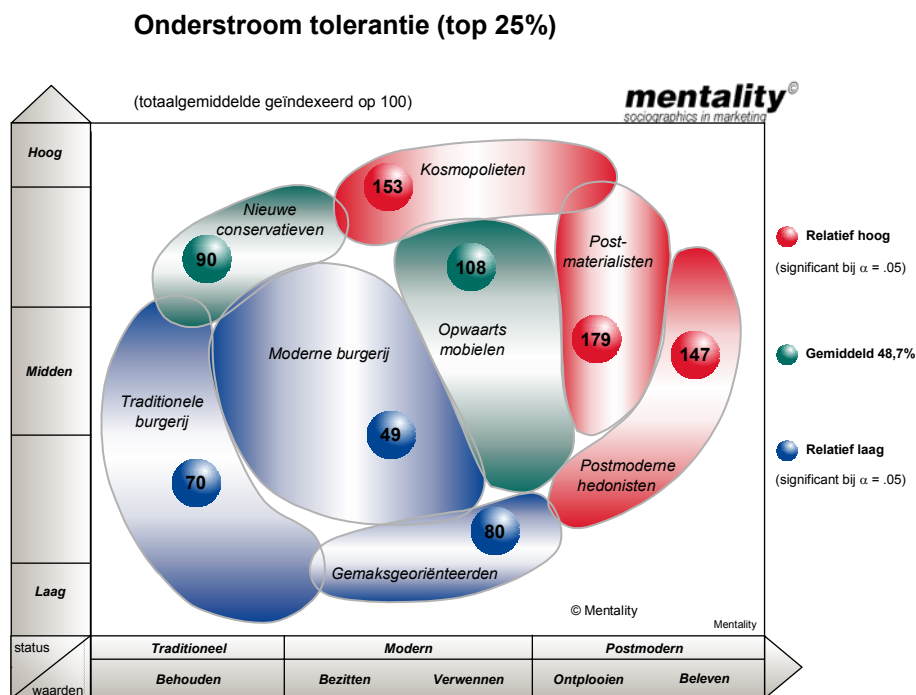 Onderstroom tolerantie (top 25%)
(totaalgemiddelde geïndexeerd op 100)
mentality©
sociographics in marketing
Hoog
Midden
Laag
Kosmopolieten
153
Nieuwe
conservatieven
90
108
Opwaarts
mobielen
Post-
materialisten
179
147
Moderne burgerij
49
Traditionele
burgerij
70
Postmoderne
hedonisten
80
Gemaksgeoriënteerden
Relatief hoog
(significant bij α = .05)
Gemiddeld 48,7%
Relatief laag
(significant bij α = .05)
© Mentality
Mentality
status
waarden
Traditioneel
Modern
Postmodern
Behouden
Bezitten
Verwennen
Ontplooien
Beleven